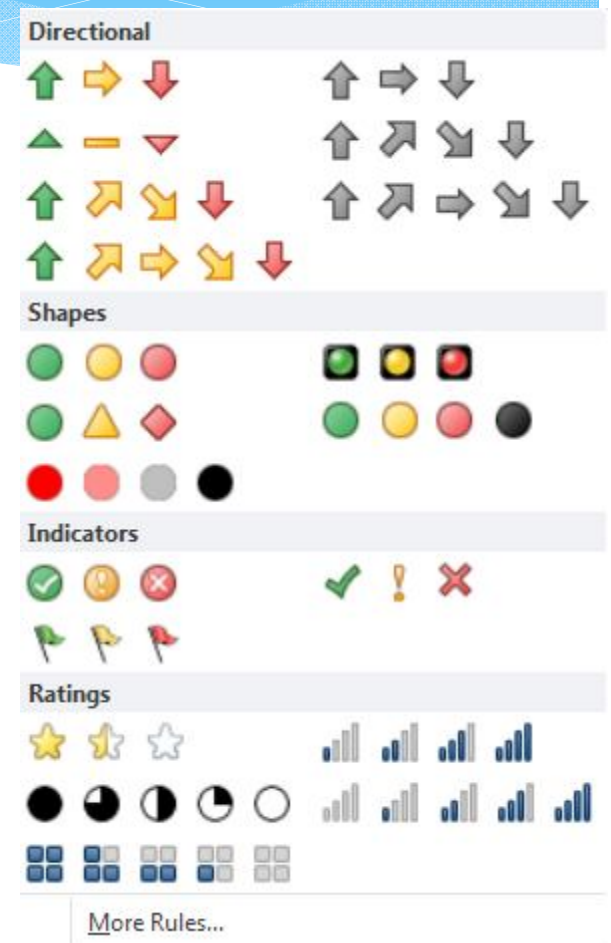 Directional
Shapes
Indicators
Ratings
More Rules...